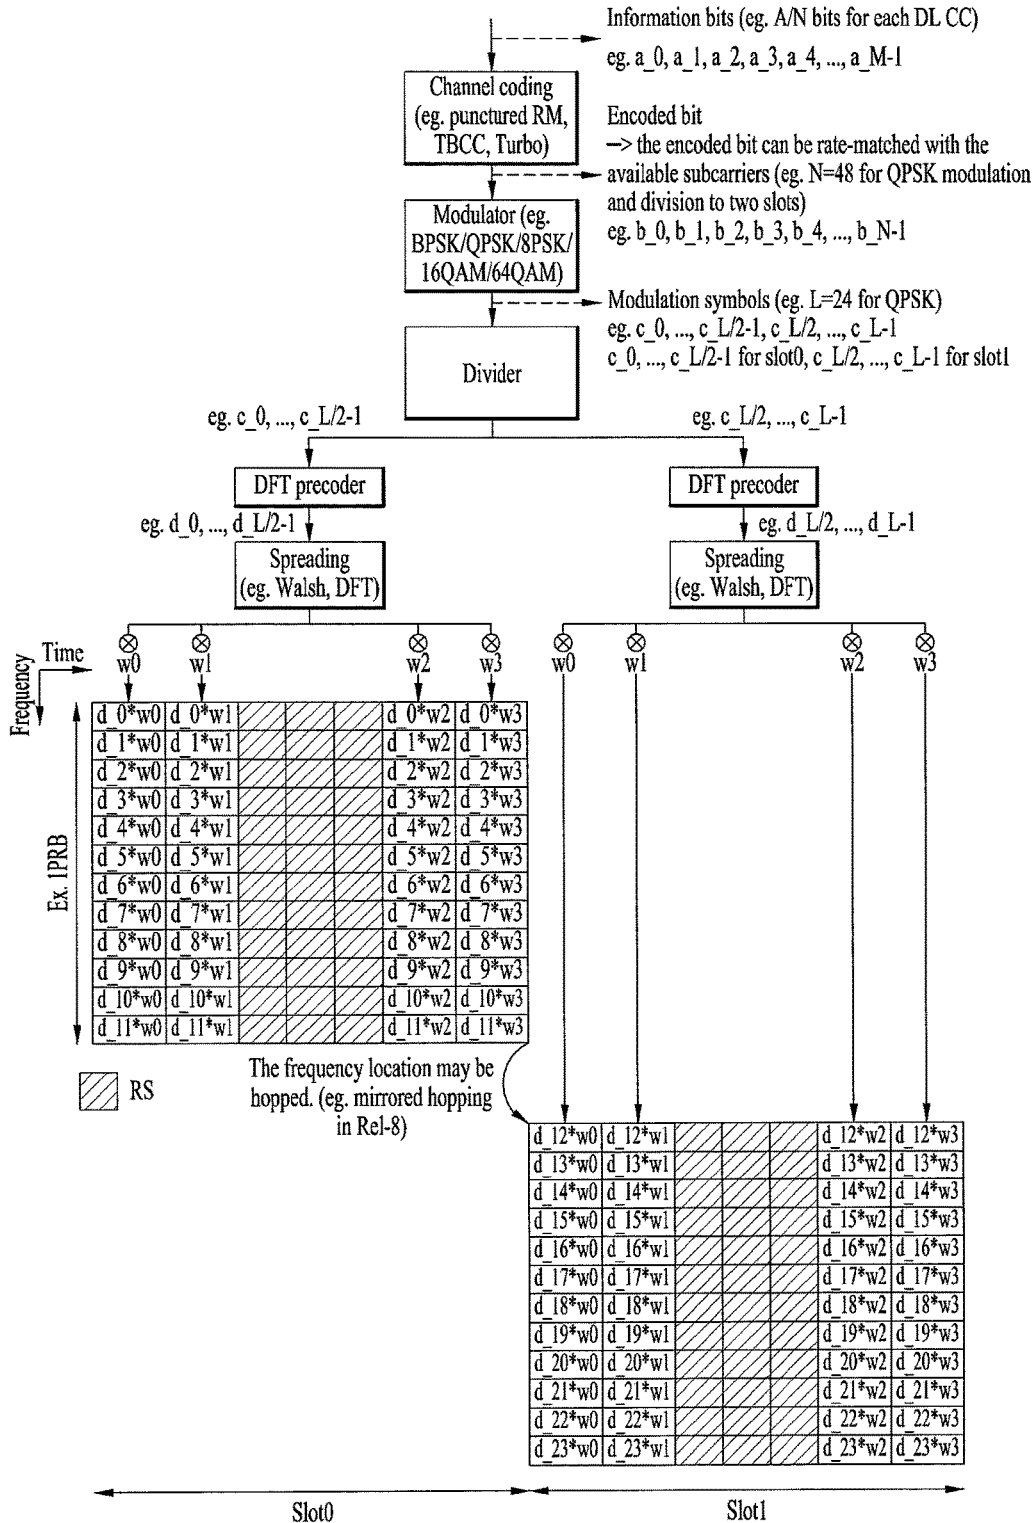 Information bits (eg. A/N bits for each DL CC)
eg. a_0, a_1, a_2, a_3, a_4, ..., a_M-1
Channel coding
(eg. punctured RM,
TBCC, Turbo)
Encoded bit
—> the encoded bit can be rate-matched with the
available subcarriers (eg. N=48 for QPSK modulation
and division to two slots)
eg. b_0, b_1, b_2, b_3, b_4, ..., b_N-1
Modulator (eg.
BPSK/QPSK/8PSK/
16QAM/64QAM)
Modulation symbols (eg. L=24 for QPSK)
eg. c_0, ..., c_L/2-1, c_L/2, ..., c_L-1
c_0, ..., c_L/2-1 for slot0, c_L/2, ..., c_L-1 for slot1
Divider
eg. c_0, ..., c_L/2-1
eg. c_L/2, ..., c_L-1
DFT precoder
DFT precoder
eg. d_0, ..., d_L/2-1
eg. d_L/2, ..., d_L-1
Spreading
(eg. Walsh, DFT)
Spreading
(eg. Walsh, DFT)
Time
Frequency
w0 w1 w2 w3
w0 w1 w2 w3
Ex. 1PRB
d_0*w0 d_0*w1 d_0*w2 d_0*w3
d_1*w0 d_1*w1 d_1*w2 d_1*w3
d_2*w0 d_2*w1 d_2*w2 d_2*w3
d_3*w0 d_3*w1 d_3*w2 d_3*w3
d_4*w0 d_4*w1 d_4*w2 d_4*w3
d_5*w0 d_5*w1 d_5*w2 d_5*w3
d_6*w0 d_6*w1 d_6*w2 d_6*w3
d_7*w0 d_7*w1 d_7*w2 d_7*w3
d_8*w0 d_8*w1 d_8*w2 d_8*w3
d_9*w0 d_9*w1 d_9*w2 d_9*w3
d_10*w0 d_10*w1 d_10*w2 d_10*w3
d_11*w0 d_11*w1 d_11*w2 d_11*w3
RS
The frequency location may be
hopped. (eg. mirrored hopping
in Rel-8)
d_12*w0 d_12*w1 d_12*w2 d_12*w3
d_13*w0 d_13*w1 d_13*w2 d_13*w3
d_14*w0 d_14*w1 d_14*w2 d_14*w3
d_15*w0 d_15*w1 d_15*w2 d_15*w3
d_16*w0 d_16*w1 d_16*w2 d_16*w3
d_17*w0 d_17*w1 d_17*w2 d_17*w3
d_18*w0 d_18*w1 d_18*w2 d_18*w3
d_19*w0 d_19*w1 d_19*w2 d_19*w3
d_20*w0 d_20*w1 d_20*w2 d_20*w3
d_21*w0 d_21*w1 d_21*w2 d_21*w3
d_22*w0 d_22*w1 d_22*w2 d_22*w3
d_23*w0 d_23*w1 d_23*w2 d_23*w3
Slot0
Slot1